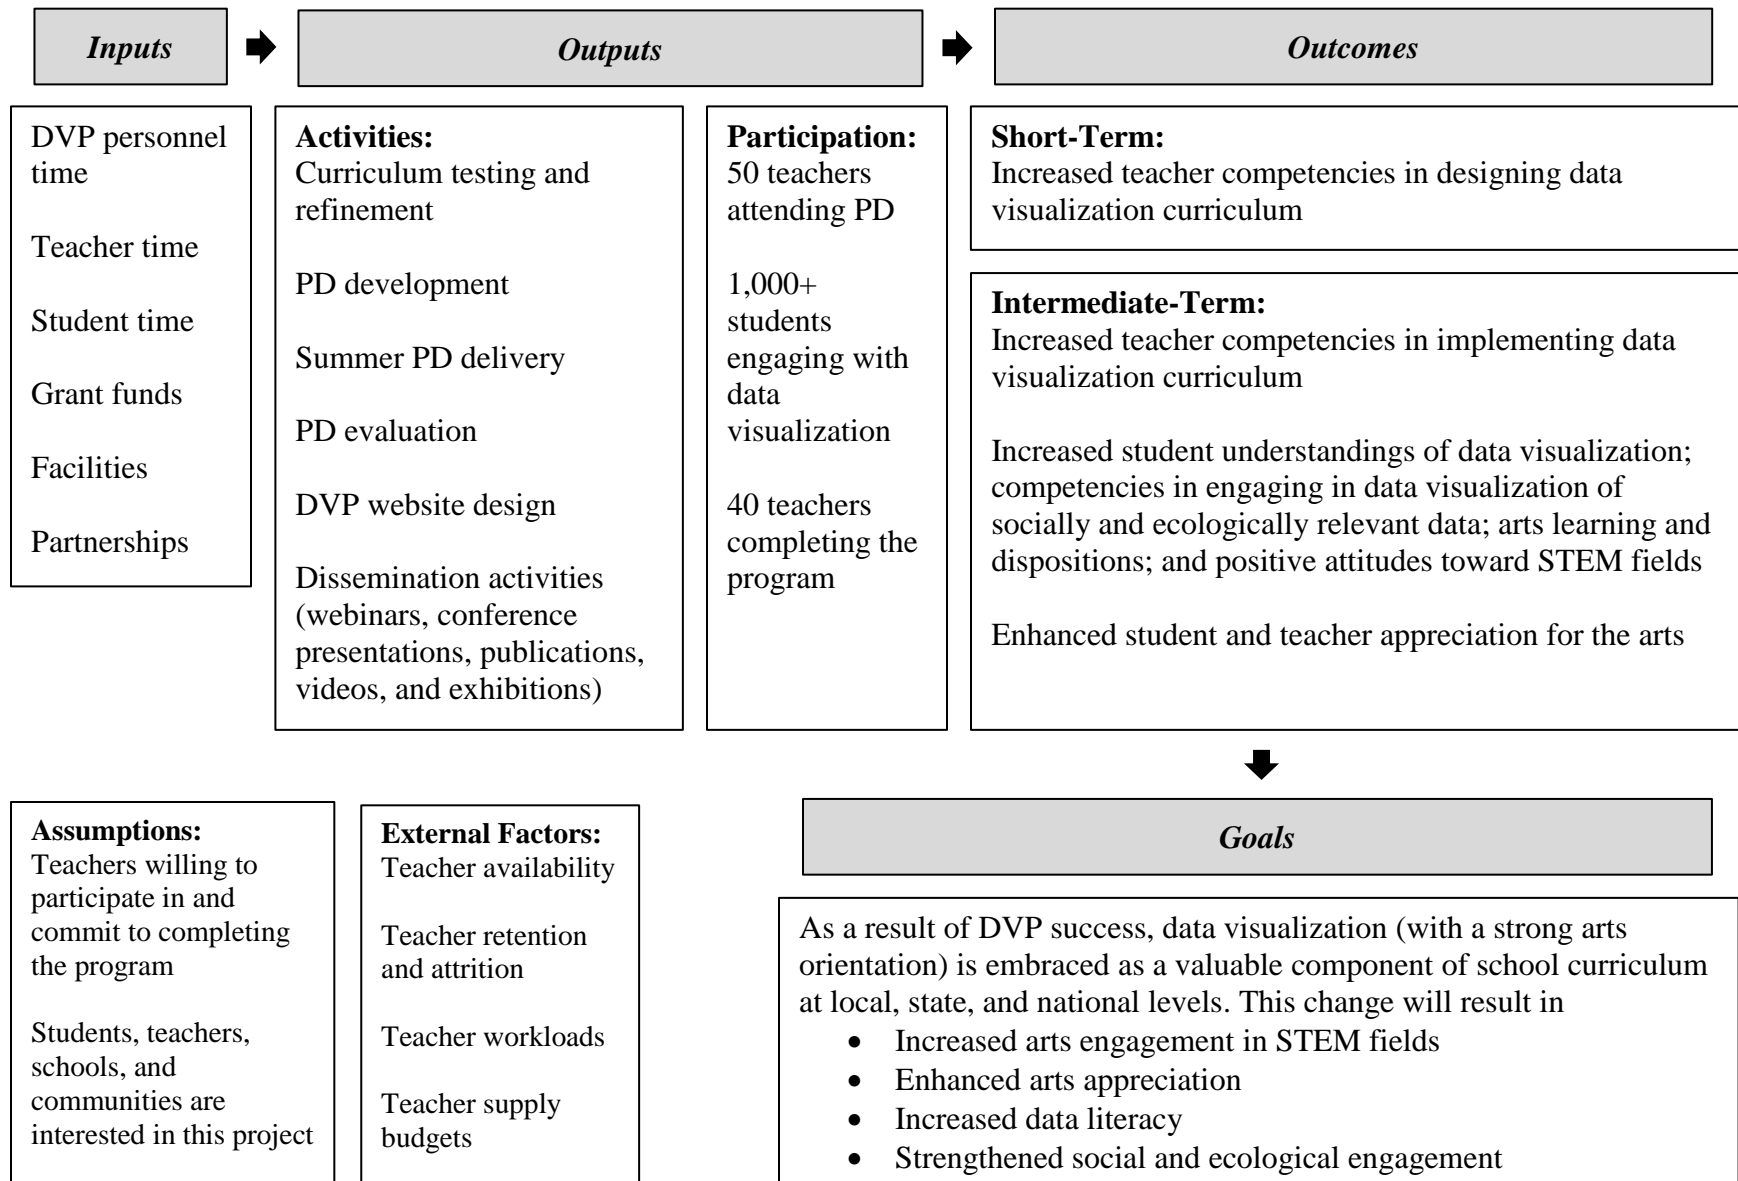 Inputs
Outputs
Outcomes
DVP personnel
time
Teacher time
Student time
Grant funds
Facilities
Partnerships
Activities:
Curriculum testing and
refinement
PD development
Summer PD delivery
PD evaluation
DVP website design
Dissemination activities
(webinars, conference
presentations, publications,
videos, and exhibitions)
Participation:
50 teachers
attending PD
1,000+
students
engaging with
data
visualization
40 teachers
completing the
program
Short-Term:
Increased teacher competencies in designing data
visualization curriculum
Intermediate-Term:
Increased teacher competencies in implementing data
visualization curriculum
Increased student understandings of data visualization;
competencies in engaging in data visualization of
socially and ecologically relevant data; arts learning and
dispositions; and positive attitudes toward STEM fields
Enhanced student and teacher appreciation for the arts
Assumptions:
Teachers willing to
participate in and
commit to completing
the program
Students, teachers,
schools, and
communities are
interested in this project
External Factors:
Teacher availability
Teacher retention
and attrition
Teacher workloads
Teacher supply
budgets
Goals
As a result of DVP success, data visualization (with a strong arts
orientation) is embraced as a valuable component of school curriculum
at local, state, and national levels. This change will result in
• Increased arts engagement in STEM fields
• Enhanced arts appreciation
• Increased data literacy
• Strengthened social and ecological engagement